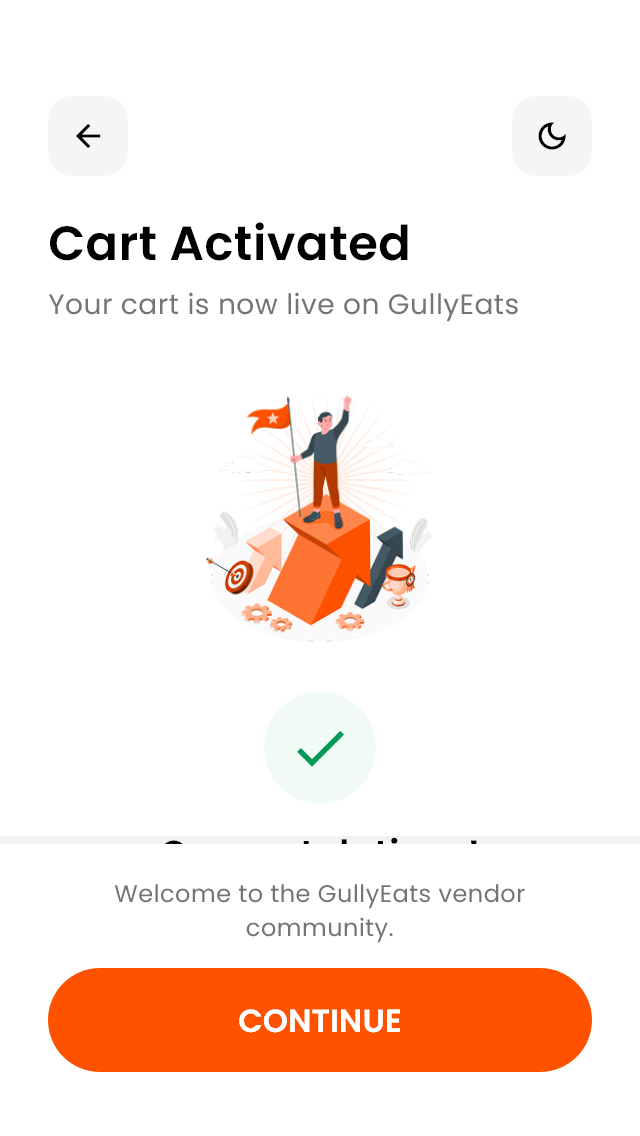 Cart Activated
Your cart is now live on GullyEats
Welcome to the GullyEats vendor
community.
CONTINUE